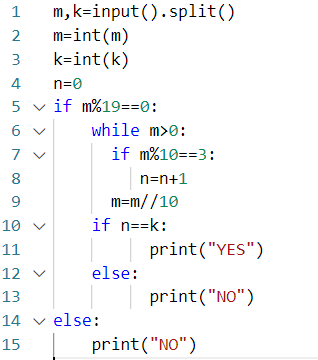 1 m,k=input().split()
2 m=int(m)
3 k=int(k)
4 n=0
5 if m%19==0:
6     while m>0:
7       if m%10==3:
8          n=n+1
9       m=m//10
10     if n==k:
11           print("YES")
12     else:
13           print("NO")
14 else:
15     print("NO")